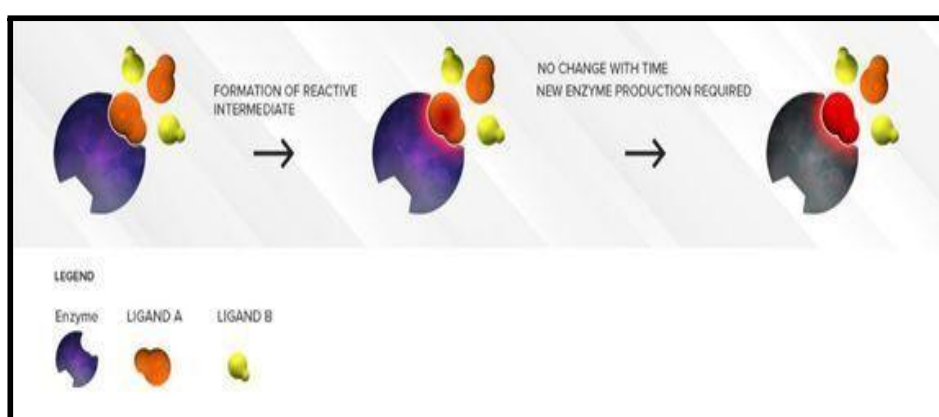 FORMATION OF REACTIVE
INTERMEDIATE
NO CHANGE WITH TIME
NEW ENZYME PRODUCTION REQUIRED
LEGEND
Enzyme
LIGAND A
LIGAND B